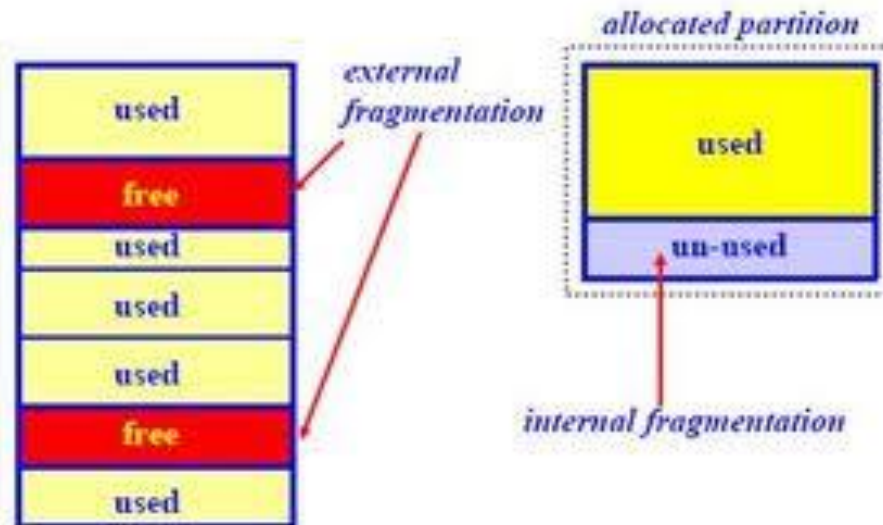 used
free
used
used
used
free
used
external
fragmentation
allocated partition
used
un-used
internal fragmentation